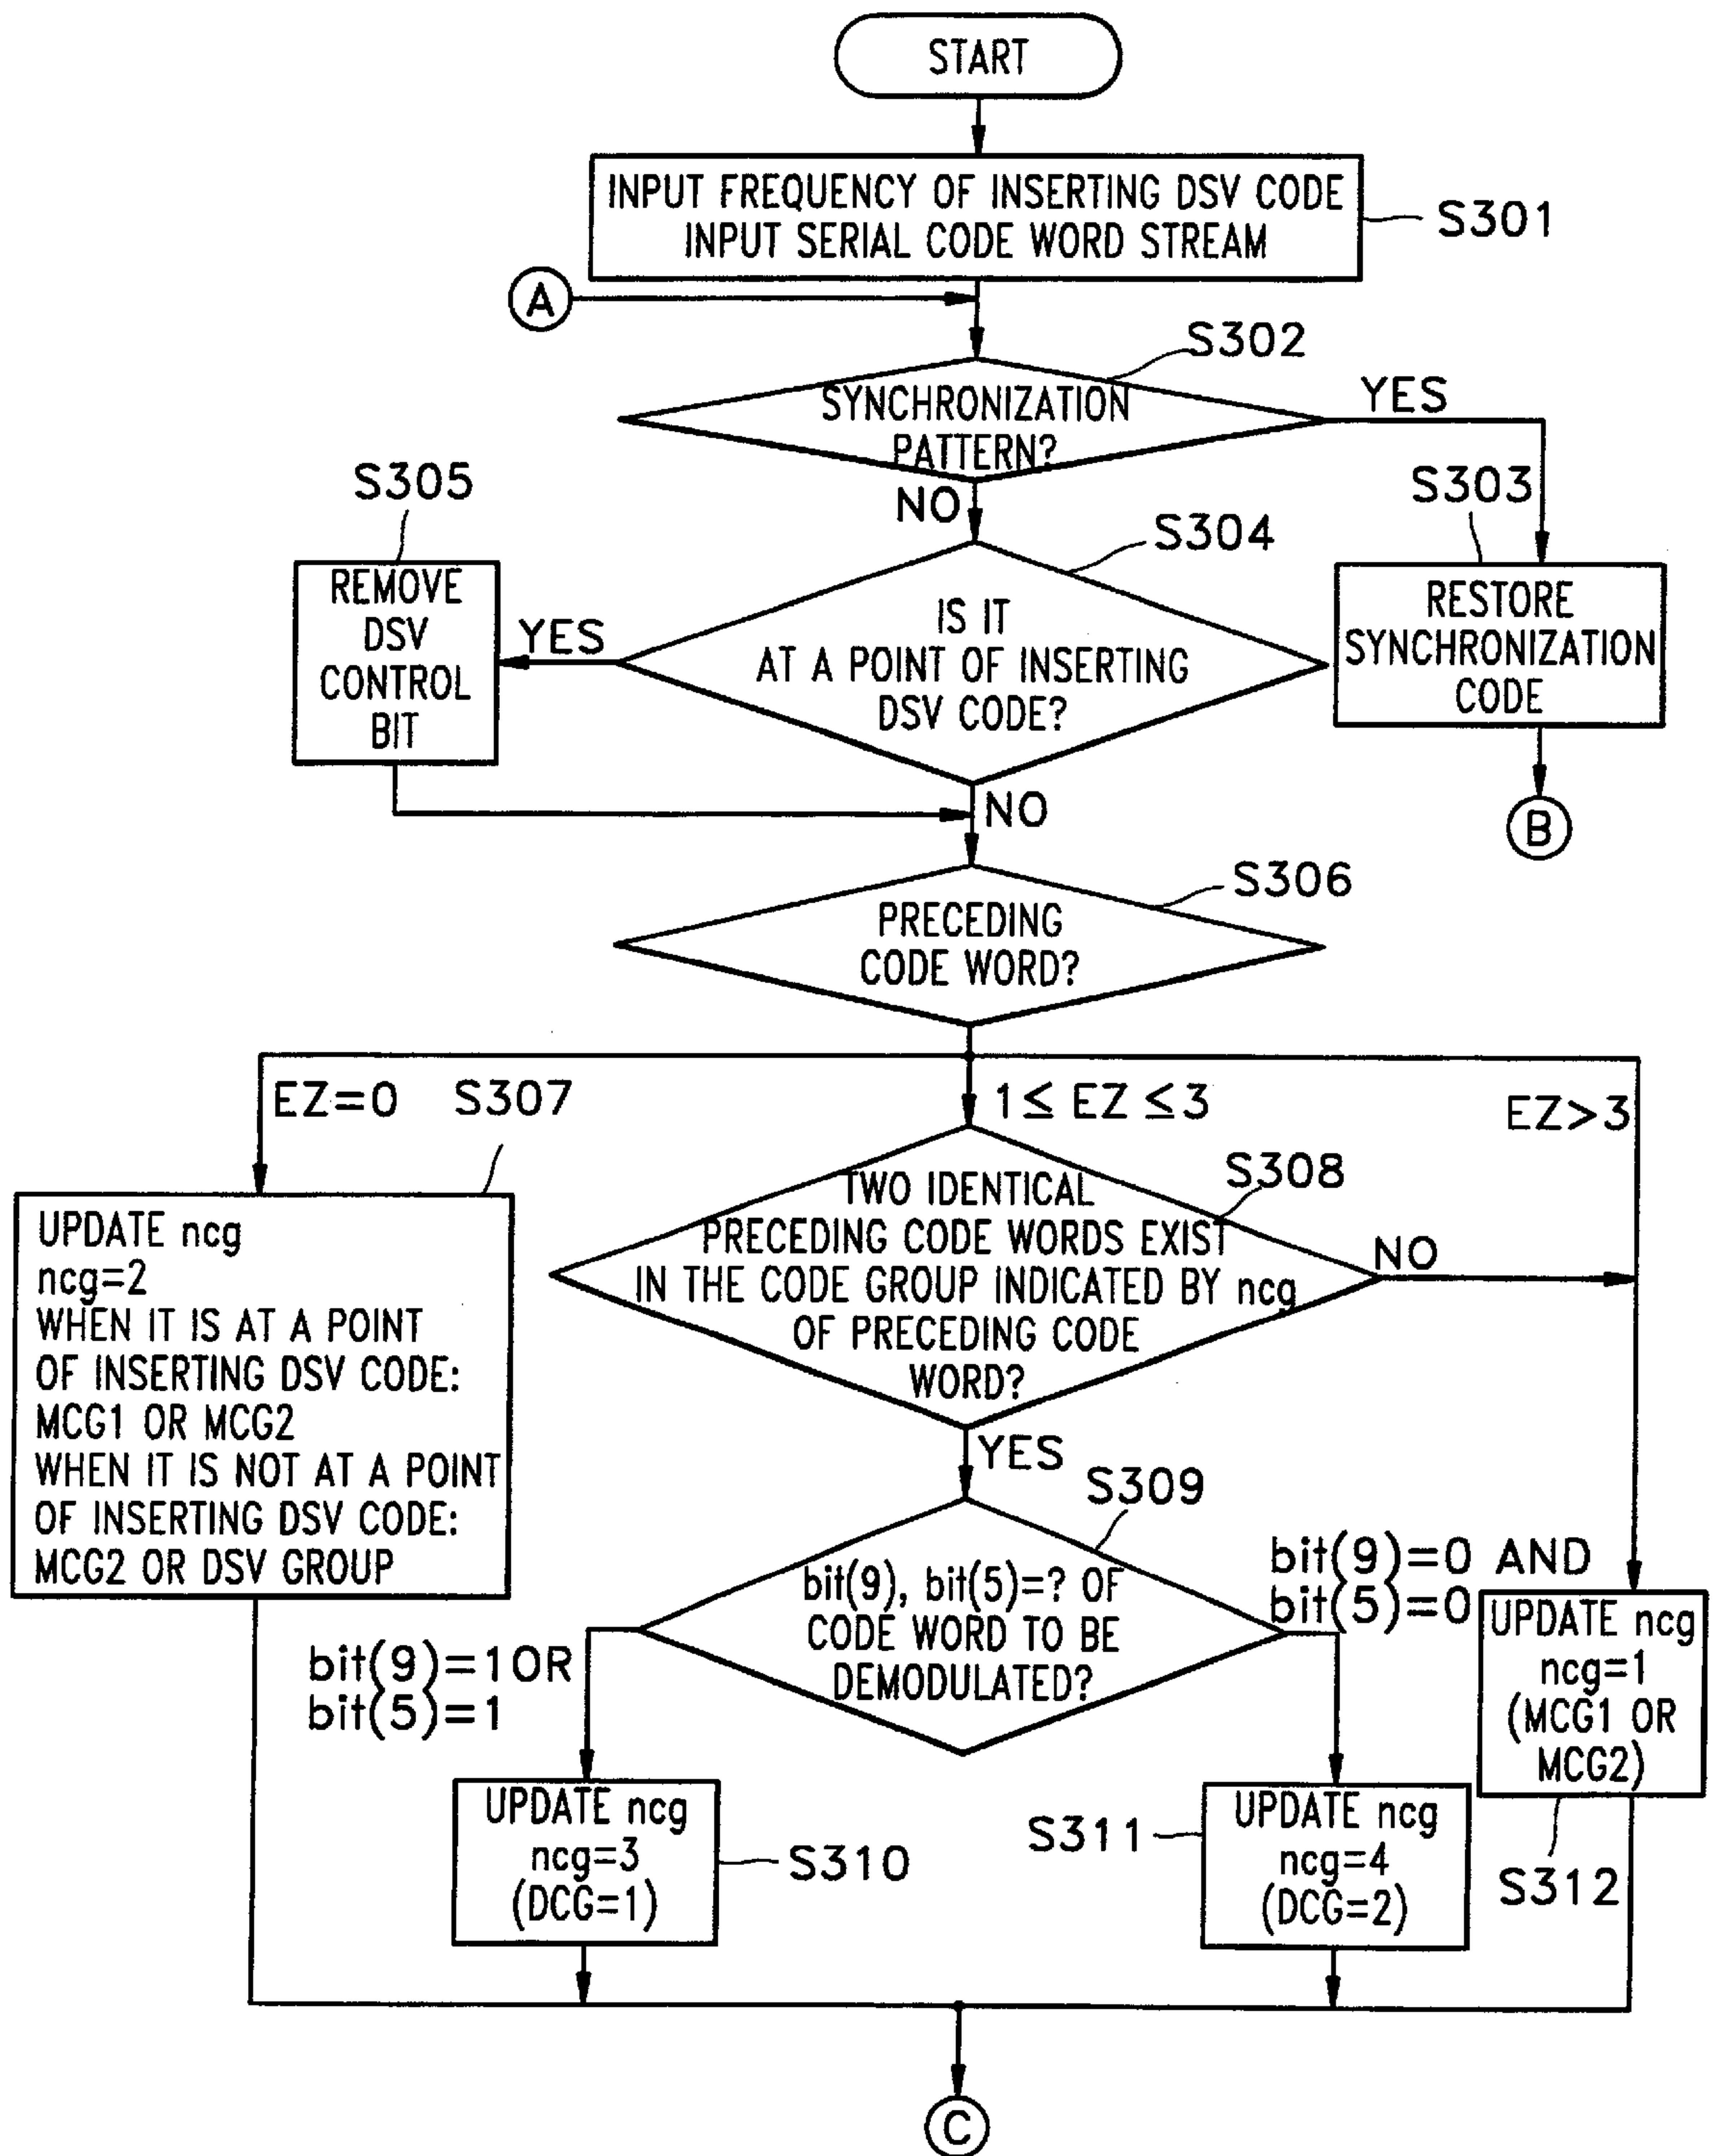 START
INPUT FREQUENCY OF INSERTING DSV CODE
INPUT SERIAL CODE WORD STREAM
S301
A
S302
SYNCHRONIZATION
PATTERN?
YES
NO
S303
RESTORE
SYNCHRONIZATION
CODE
B
S304
IS IT
AT A POINT OF INSERTING
DSV CODE?
YES
S305
REMOVE
DSV
CONTROL
BIT
NO
S306
PRECEDING
CODE WORD?
EZ=0
S307
1≤ EZ ≤3
EZ>3
UPDATE ncg
ncg=2
WHEN IT IS AT A POINT
OF INSERTING DSV CODE:
MCG1 OR MCG2
WHEN IT IS NOT AT A POINT
OF INSERTING DSV CODE:
MCG2 OR DSV GROUP
S308
TWO IDENTICAL
PRECEDING CODE WORDS EXIST
IN THE CODE GROUP INDICATED BY ncg
OF PRECEDING CODE
WORD?
NO
YES
S309
bit(9), bit(5)=? OF
CODE WORD TO BE
DEMODULATED?
bit(9)=1OR
bit(5)=1
bit(9)=0 AND
bit(5)=0
UPDATE ncg
ncg=3
(DCG=1)
S310
S311
UPDATE ncg
ncg=4
(DCG=2)
UPDATE ncg
ncg=1
(MCG1 OR
MCG2)
S312
C